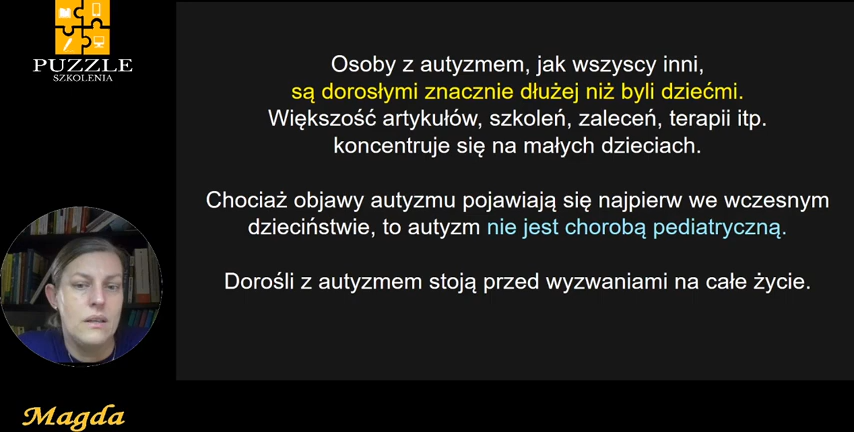 PUZZLE
SZKOLENIA
Osoby z autyzmem, jak wszyscy inni,
są dorosłymi znacznie dłużej niż byli dziećmi.
Większość artykułów, szkoleń, zaleceń, terapii itp.
koncentruje się na małych dzieciach.
Chociaż objawy autyzmu pojawiają się najpierw we wczesnym
dzieciństwie, to autyzm nie jest chorobą pediatryczną.
Dorośli z autyzmem stoją przed wyzwaniami na całe życie.
Magda